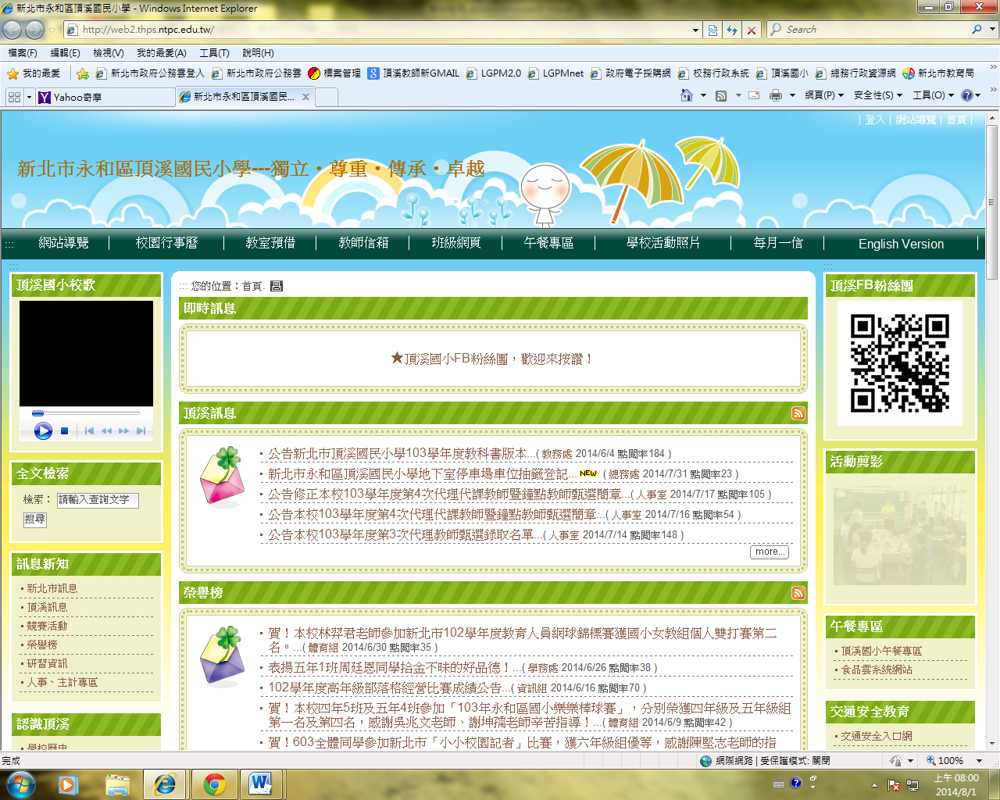 新北市永和區頂溪國民小學 - Windows Internet Explorer
http://web2.thps.ntpc.edu.tw/
Search
檔案(F) 編輯(E) 檢視(V) 我的最愛(A) 工具(T) 說明(H)
我的最愛 新北市政府公務雲登入 新北市政府公務雲 檔案管理 頂溪教師新GMAIL LGPM2.0 LGPMnet 政府電子採購網 校務行政系統 頂溪國小 總務行政資源網 新北市教育局
Yahoo奇摩 新北市永和區頂溪國民... 網頁(P) 安全性(S) 工具(O)
| 登入 | 網站導覽 | 首頁 |
新北市永和區頂溪國民小學---獨立‧尊重‧傳承‧卓越
::: 網站導覽 校園行事曆 教室預借 教師信箱 班級網頁 午餐專區 學校活動照片 每月一信 English Version
:::
頂溪國小校歌
全文檢索
檢索： 請輸入查詢文字
搜尋
訊息新知
新北市訊息
頂溪訊息
競賽活動
榮譽榜
研習資訊
人事、主計專區
認識頂溪
學校歷史
::: 您的位置：首頁.
即時訊息
★頂溪國小FB粉絲團，歡迎來按讚！
頂溪訊息
公告新北市頂溪國民小學103學年度教科書版本...( 教務處 2014/6/4 點閱率184 )
新北市永和區頂溪國民小學地下室停車場車位抽籤登記... NEW ( 總務處 2014/7/31 點閱率23 )
公告修正本校103學年度第4次代理代課教師暨鐘點教師甄選簡章...( 人事室 2014/7/17 點閱率105 )
公告本校103學年度第4次代理代課教師暨鐘點教師甄選簡章...( 人事室 2014/7/16 點閱率54 )
公告本校103學年度第3次代理教師甄選錄取名單...( 人事室 2014/7/14 點閱率148 )
more...
榮譽榜
賀！本校林學君老師參加新北市102學年度教育人員網球錦標賽獲國小女教組個人雙打賽第二
名。...( 體育組 2014/6/30 點閱率35 )
表揚五年1班周廷恩同學拾金不昧的好品德！...( 學務處 2014/6/26 點閱率38 )
102學年度高年級部落格經營比賽成績公告...( 資訊組 2014/6/16 點閱率70 )
賀！本校四年5班及五年4班參加「103年永和區國小樂樂棒球賽」，分別榮獲四年級及五年級組
第一名及第四名，感謝吳兆文老師、謝坤孺老師辛苦指導！...( 體育組 2014/6/9 點閱率42 )
賀！603全體同學參加新北市「小小校園記者」比賽，獲六年級組優等，感謝陳堅志老師的指
:::
頂溪FB粉絲團
活動剪影
午餐專區
頂溪國小午餐專區
食品雲系統網站
交通安全教育
交通安全入口網
完成 網際網路 | 受保護模式: 關閉 100%
上午 08:00
2014/8/1